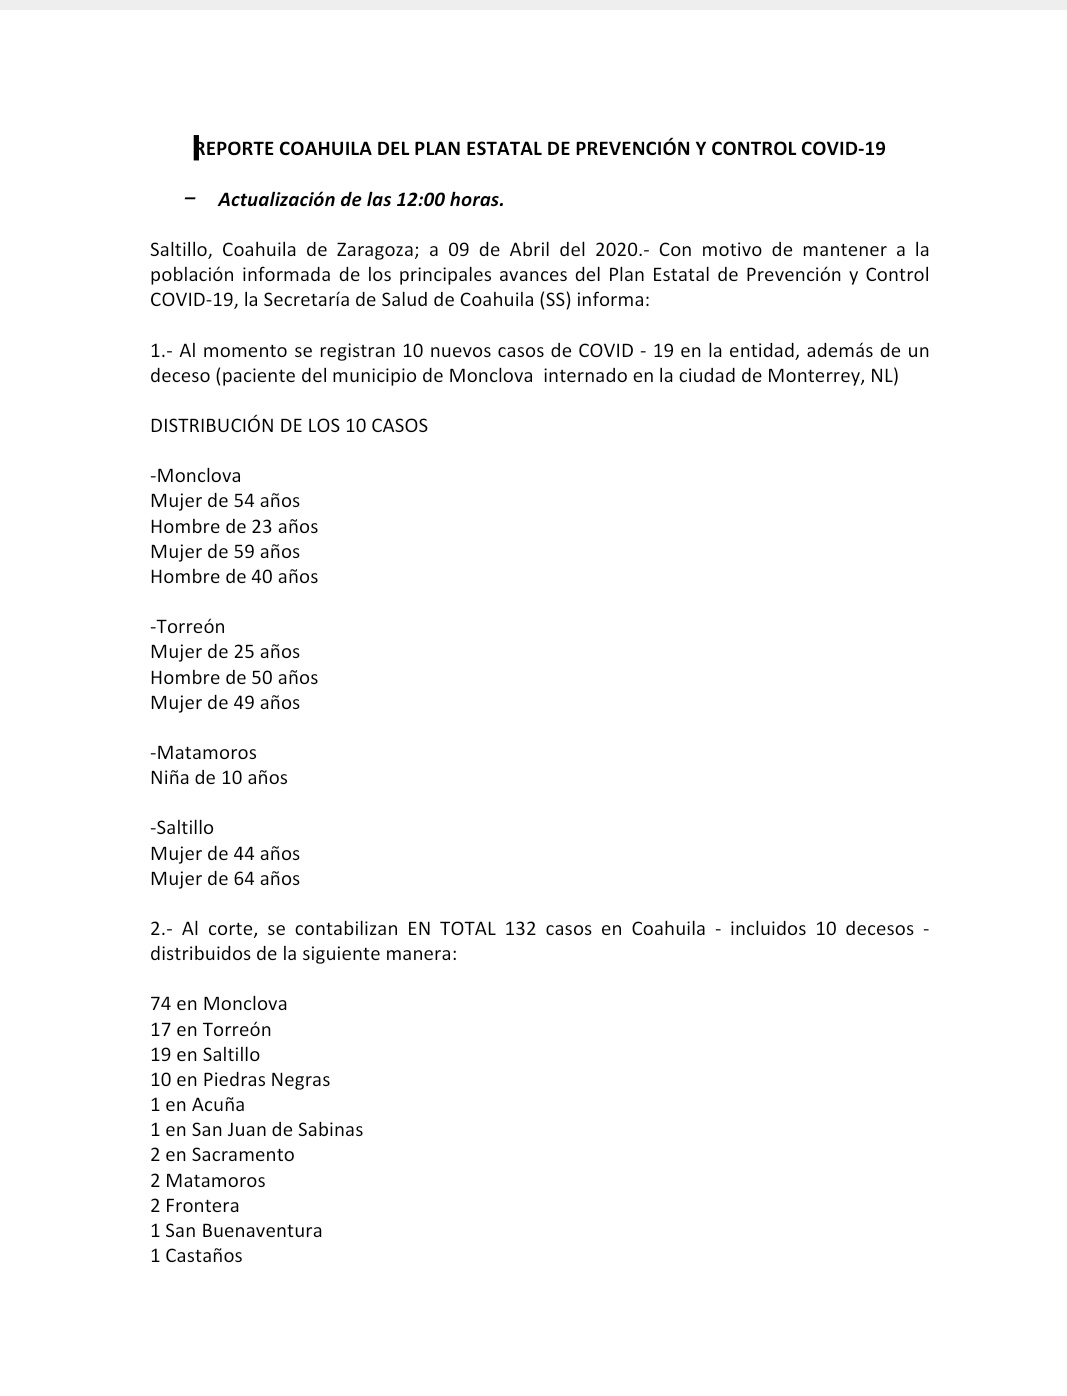 REPORTE COAHUILA DEL PLAN ESTATAL DE PREVENCIÓN Y CONTROL COVID-19
– Actualización de las 12:00 horas.
Saltillo, Coahuila de Zaragoza; a 09 de Abril del 2020.- Con motivo de mantener a la
población informada de los principales avances del Plan Estatal de Prevención y Control
COVID-19, la Secretaría de Salud de Coahuila (SS) informa:
1.- Al momento se registran 10 nuevos casos de COVID - 19 en la entidad, además de un
deceso (paciente del municipio de Monclova  internado en la ciudad de Monterrey, NL)
DISTRIBUCIÓN DE LOS 10 CASOS
-Monclova
Mujer de 54 años
Hombre de 23 años
Mujer de 59 años
Hombre de 40 años
-Torreón
Mujer de 25 años
Hombre de 50 años
Mujer de 49 años
-Matamoros
Niña de 10 años
-Saltillo
Mujer de 44 años
Mujer de 64 años
2.- Al corte, se contabilizan EN TOTAL 132 casos en Coahuila - incluidos 10 decesos -
distribuidos de la siguiente manera:
74 en Monclova
17 en Torreón
19 en Saltillo
10 en Piedras Negras
1 en Acuña
1 en San Juan de Sabinas
2 en Sacramento
2 Matamoros
2 Frontera
1 San Buenaventura
1 Castaños